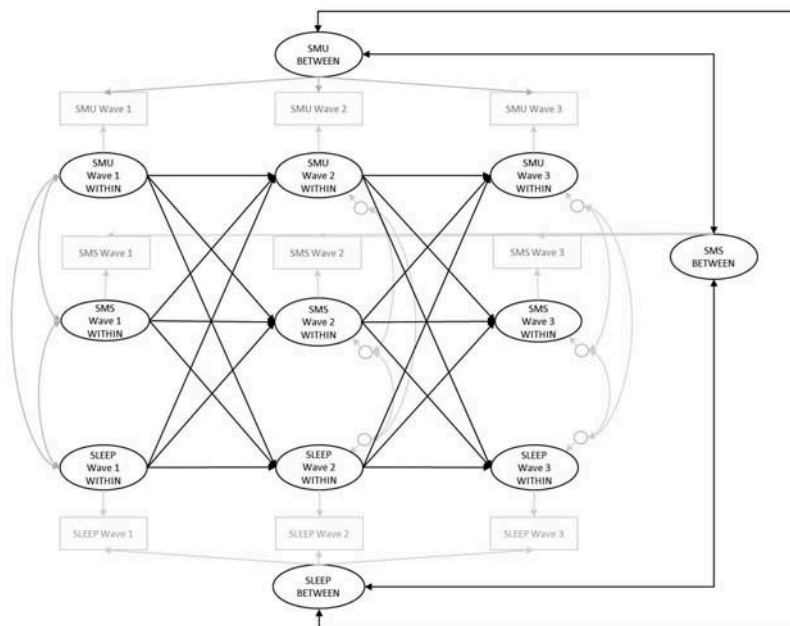 SMU
BETWEEN
SMU Wave 1
SMU Wave 2
SMU Wave 3
SMU
Wave 1
WITHIN
SMU
Wave 2
WITHIN
SMU
Wave 3
WITHIN
SMS Wave 1
SMS Wave 2
SMS Wave 3
SMS
BETWEEN
SMS
Wave 1
WITHIN
SMS
Wave 2
WITHIN
SMS
Wave 3
WITHIN
SLEEP
Wave 1
WITHIN
SLEEP
Wave 2
WITHIN
SLEEP
Wave 3
WITHIN
SLEEP Wave 1
SLEEP Wave 2
SLEEP Wave 3
SLEEP
BETWEEN